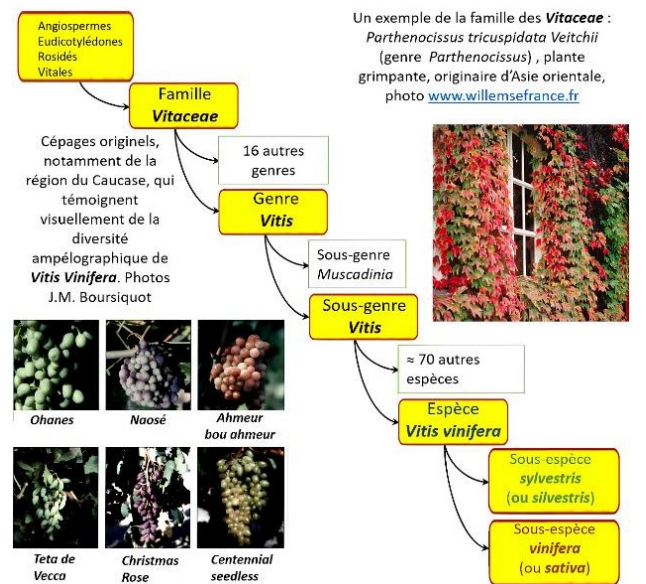 Angiospermes
Eudicotylédones
Rosidés
Vitales
Famille
Vitaceae
Un exemple de la famille des Vitaceae :
Parthenocissus tricuspidata Veitchii
(genre Parthenocissus) , plante
grimpante, originaire d'Asie orientale,
photo www.willemsefrance.fr
Cépages originels,
notamment de la
région du Caucase, qui
témoignent
visuellement de la
diversité
ampélographique de
Vitis Vinifera. Photos
J.M. Boursiquot
16 autres
genres
Genre
Vitis
Sous-genre
Muscadinia
Sous-genre
Vitis
≈ 70 autres
espèces
Espèce
Vitis vinifera
Sous-espèce
sylvestris
(ou silvestris)
Sous-espèce
vinifera
(ou sativa)
Ohanes
Naosé
Ahmeur
bou ahmeur
Teta de
Vecca
Christmas
Rose
Centennial
seedless